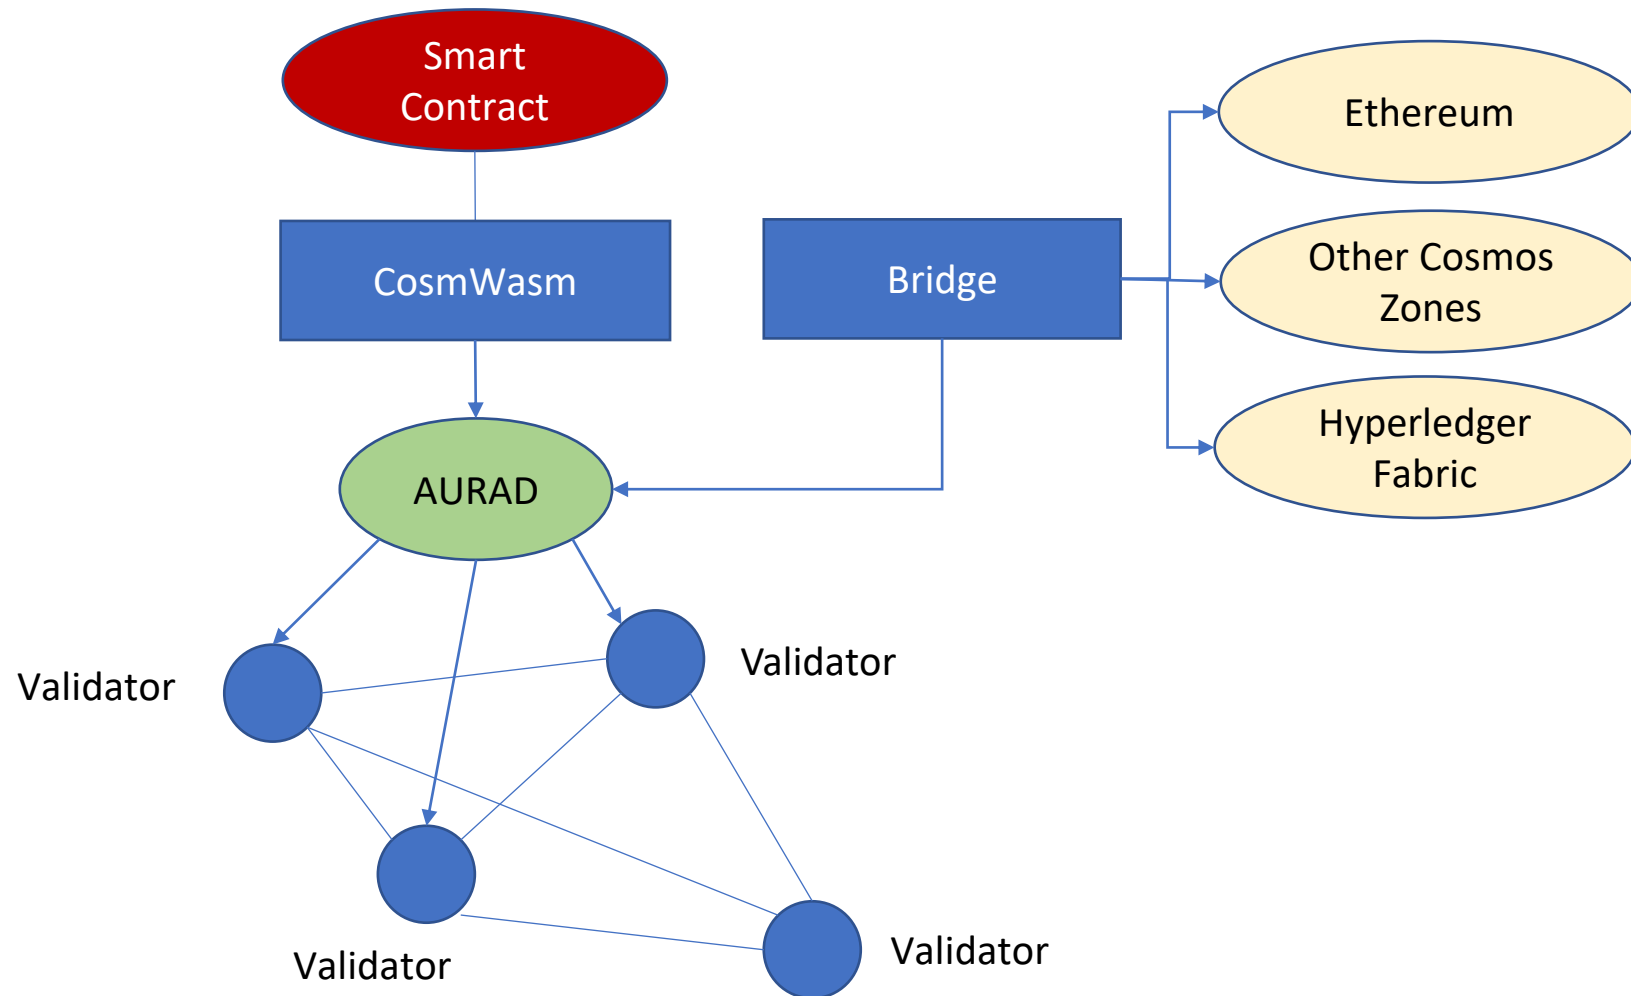 Smart
Contract
Ethereum
CosmWasm
Bridge
Other Cosmos
Zones
Hyperledger
Fabric
AURAD
Validator
Validator
Validator
Validator